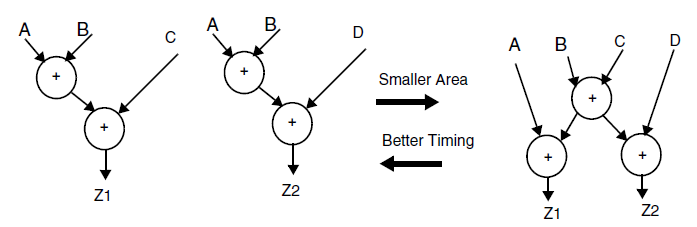 A B C A B D
+ +
+ +
Z1 Z2
Smaller Area
Better Timing
A B C D
+
+ +
Z1 Z2